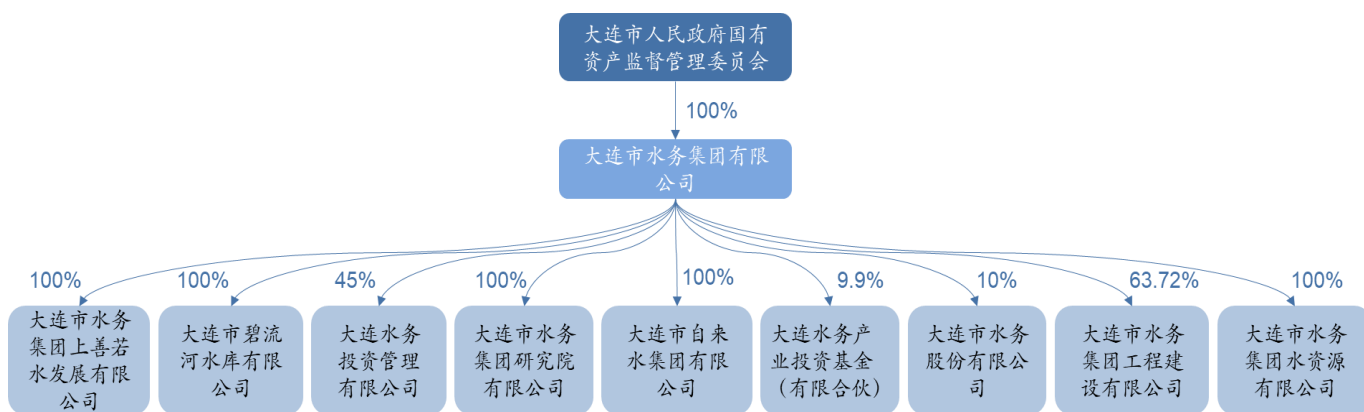 大连市人民政府国有
资产监督管理委员会
100%
大连市水务集团有限
公司
100%
100%
45%
100%
100%
9.9%
10%
63.72%
100%
大连市水务
集团上善若
水发展有限
公司
大连市碧流
河水库有限
公司
大连水务
投资管理
有限公司
大连市水务
集团研究院
有限公司
大连市自来
水集团有限
公司
大连水务产
业投资基金
（有限合伙）
大连市水务
股份有限公
司
大连市水务
集团工程建
设有限公司
大连市水务
集团水资源
有限公司